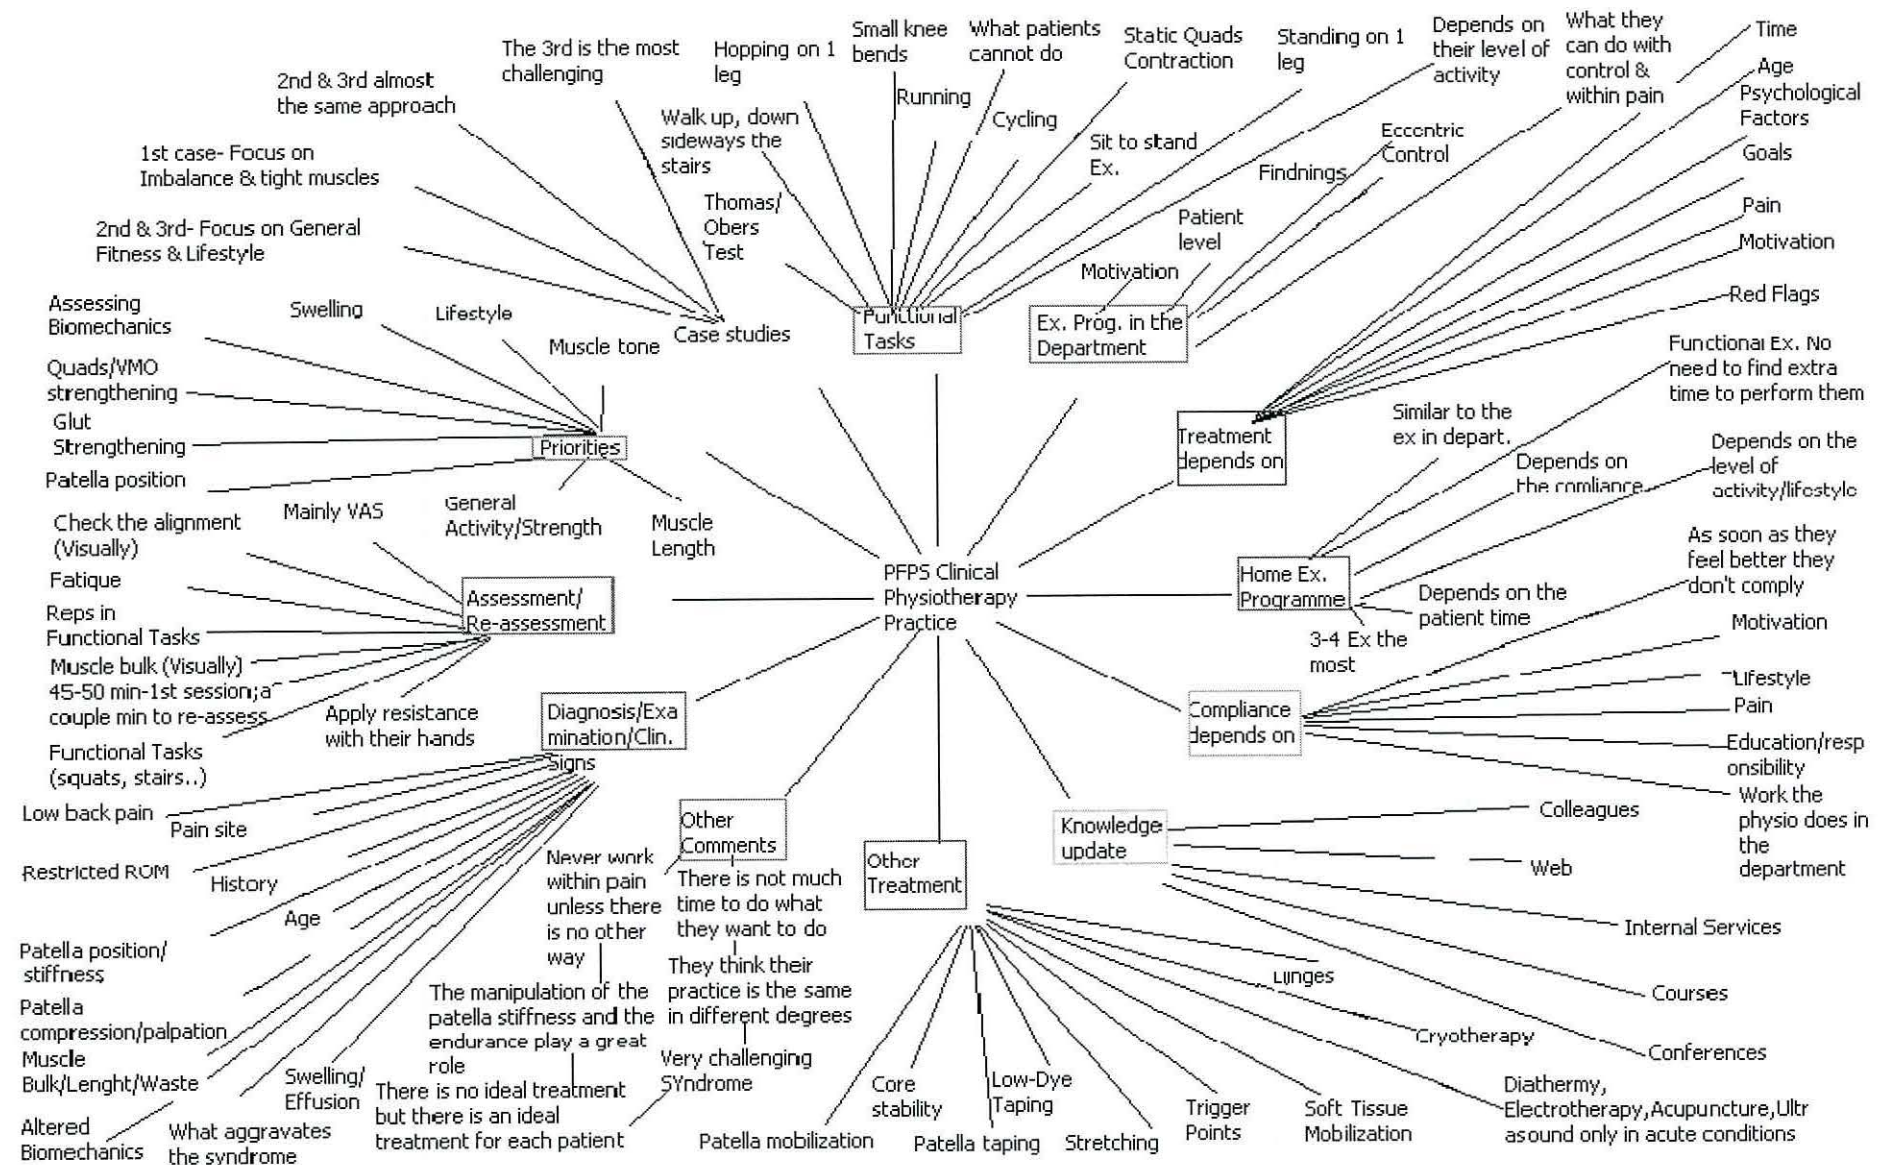 The 3rd is the most
challenging
Hopping on 1
leg
Small knee
bends
What patients
cannot do
Static Quads
Contraction
Standing on 1
leg
Depends on
their level of
activity
What they
can do with
control &
within pain
Time
Age
Psychological
Factors
Goals
Pain
Motivation
Red Flags
2nd & 3rd almost
the same approach
Running
Cycling
Walk up, down
sideways the
stairs
Sit to stand
Ex.
Eccentric
Control
Findnings
1st case- Focus on
Imbalance & tight muscles
Thomas/
Obers
Test
Patient
level
Motivation
2nd & 3rd- Focus on General
Fitness & Lifestyle
Case studies
Functional
Tasks
Ex. Prog. in the
Department
Treatment
depends on
Assessing
Biomechanics
Swelling
Lifestyle
Muscle tone
Quads/VMO
strengthening
Glut
Strengthening
Priorities
Patella position
General
Activity/Strength
Muscle
Length
Functional Ex. No
need to find extra
time to perform them
Similar to the
ex in depart.
Depends on
the comliance
Depends on the
level of
activity/lifestyle
Home Ex.
Programme
Depends on the
patient time
3-4 Ex the
most
Mainly VAS
Check the alignment
(Visually)
Fatique
Reps in
Functional Tasks
Muscle bulk (Visually)
45-50 min-1st session;a
couple min to re-assess
Functional Tasks
(squats, stairs..)
Apply resistance
with their hands
Assessment/
Re-assessment
PFPS Clinical
Physiotherapy
Practice
As soon as they
feel better they
don't comply
Motivation
Lifestyle
Pain
Education/resp
onsibility
Work the
physio does in
the
department
Compliance
depends on
Diagnosis/Exa
mination/Clin.
Signs
Low back pain
Pain site
Restricted ROM
History
Age
Patella position/
stiffness
Patella
compression/palpation
Muscle
Bulk/Lenght/Waste
Altered
Biomechanics
What aggravates
the syndrome
Swelling/
Effusion
Other
Comments
Never work
within pain
unless there
is no other
way
The manipulation of the
patella stiffness and the
endurance play a great
role
There is no ideal treatment
but there is an ideal
treatment for each patient
There is not much
time to do what
they want to do
They think their
practice is the same
in different degrees
Very challenging
SYndrome
Other
Treatment
Patella mobilization
Core
stability
Patella taping
Low-Dye
Taping
Stretching
Trigger
Points
Soft Tissue
Mobilization
Diathermy,
Electrotherapy,Acupuncture,Ultr
asound only in acute conditions
Cryotherapy
Lunges
Knowledge
update
Colleagues
Web
Internal Services
Courses
Conferences